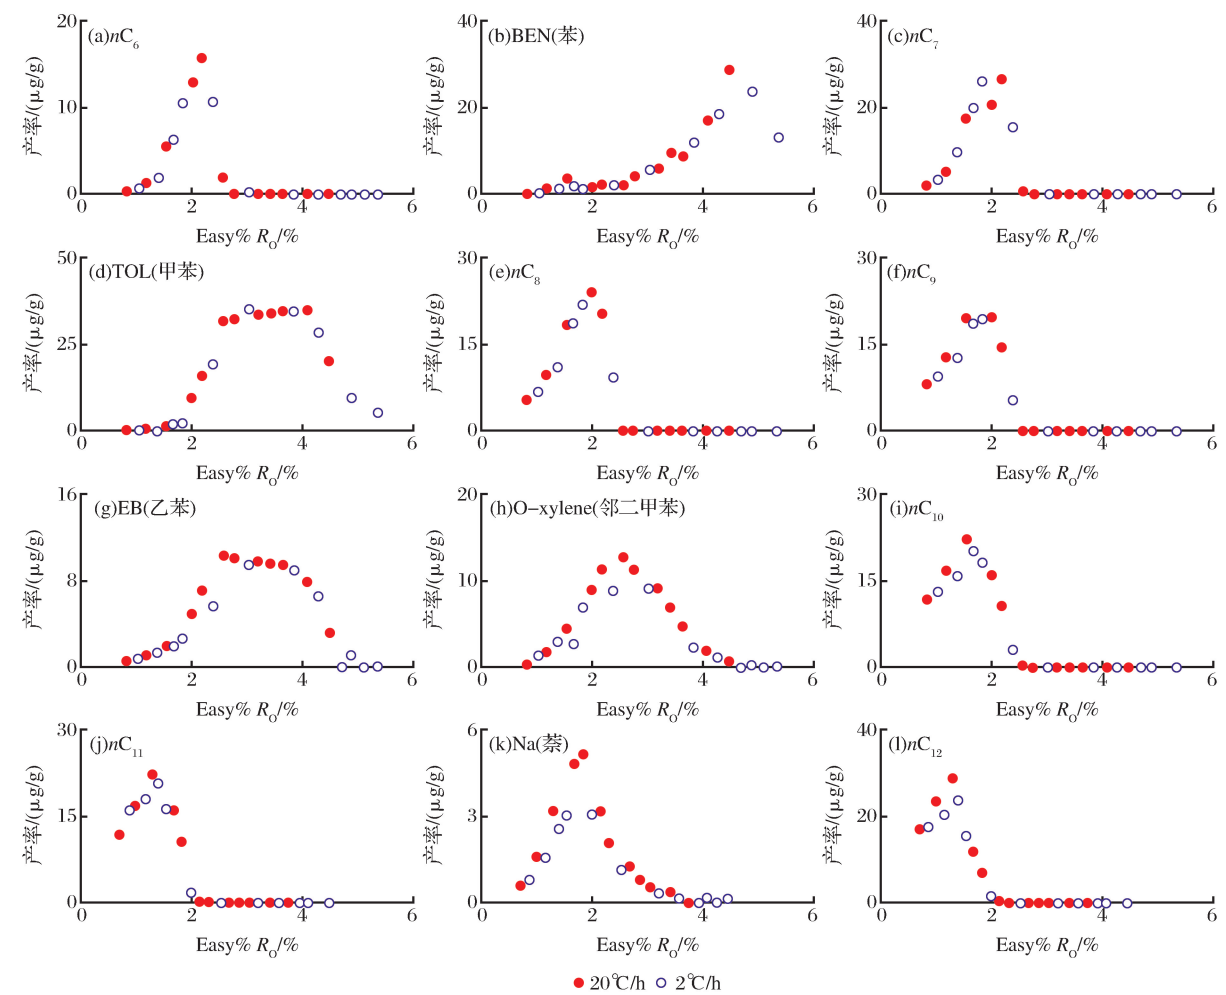 (a)nC6
产率/(μg/g)
20
10
0
0 2 4 6
Easy% RO/%
(b)BEN(苯)
产率/(μg/g)
40
20
0
0 2 4 6
Easy% RO/%
(c)nC7
产率/(μg/g)
40
20
0
0 2 4 6
Easy% RO/%
(d)TOL(甲苯)
产率/(μg/g)
50
25
0
0 2 4 6
Easy% RO/%
(e)nC8
产率/(μg/g)
30
15
0
0 2 4 6
Easy% RO/%
(f)nC9
产率/(μg/g)
30
15
0
0 2 4 6
Easy% RO/%
(g)EB(乙苯)
产率/(μg/g)
16
8
0
0 2 4 6
Easy% RO/%
(h)O-xylene(邻二甲苯)
产率/(μg/g)
20
10
0
0 2 4 6
Easy% RO/%
(i)nC10
产率/(μg/g)
30
15
0
0 2 4 6
Easy% RO/%
(j)nC11
产率/(μg/g)
30
15
0
0 2 4 6
Easy% RO/%
(k)Na(萘)
产率/(μg/g)
6
3
0
0 2 4 6
Easy% RO/%
(l)nC12
产率/(μg/g)
40
20
0
0 2 4 6
Easy% RO/%
20℃/h 2℃/h